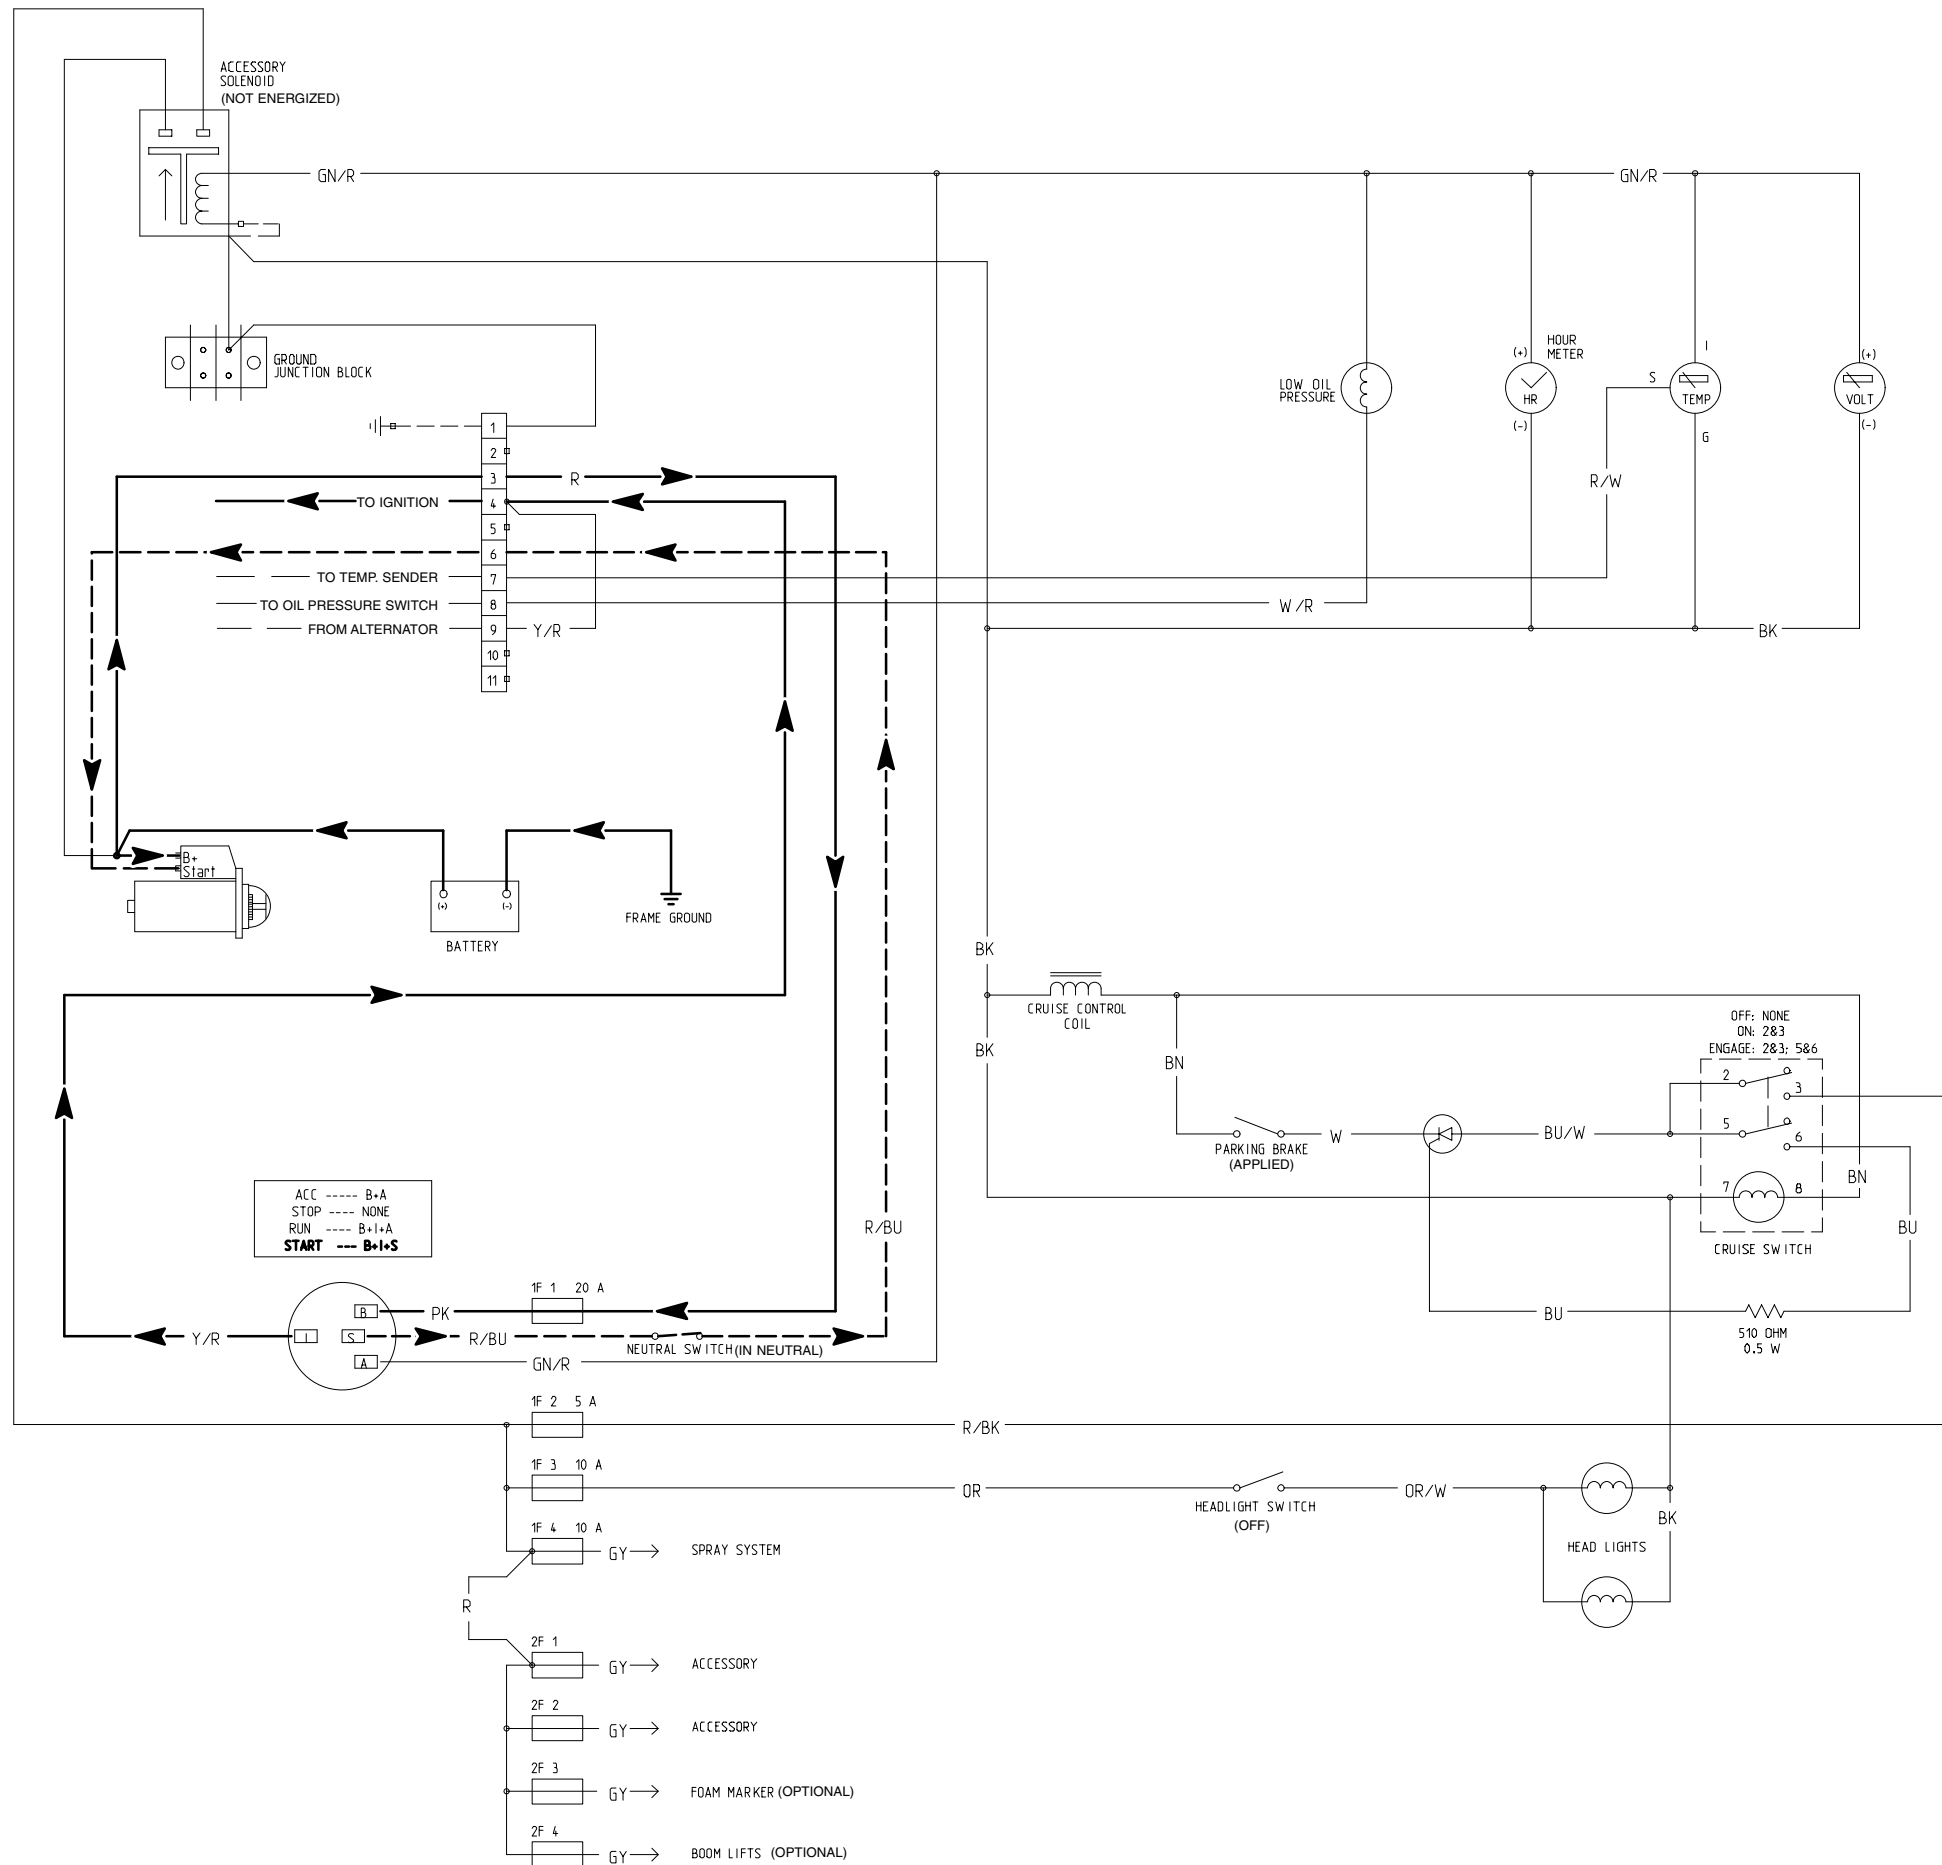 ACCESSORY
SOLENOID
(NOT ENERGIZED)
GN/R
GN/R
GROUND
JUNCTION BLOCK
LOW OIL
PRESSURE
(+)
HOUR
METER
HR
(-)
I
S
TEMP
G
(+)
VOLT
(-)
R/W
1
2
3
R
TO IGNITION
4
5
6
TO TEMP. SENDER
7
TO OIL PRESSURE SWITCH
8
W/R
FROM ALTERNATOR
9
Y/R
BK
10
11
B+
Start
(+)
(-)
BATTERY
FRAME GROUND
BK
CRUISE CONTROL
COIL
BK
BN
OFF: NONE
ON: 2&3
ENGAGE: 2&3; 5&6
2
3
5
6
7
8
PARKING BRAKE
(APPLIED)
W
BU/W
BN
BU
CRUISE SWITCH
BU
510 OHM
0.5 W
ACC ----- B+A
STOP ---- NONE
RUN ---- B+I+A
START --- B+I+S
R/BU
1F 1 20 A
B
PK
Y/R
I
S
R/BU
NEUTRAL SWITCH (IN NEUTRAL)
A
GN/R
1F 2 5 A
R/BK
1F 3 10 A
OR
HEADLIGHT SWITCH
(OFF)
OR/W
BK
HEAD LIGHTS
1F 4 10 A
GY
SPRAY SYSTEM
R
2F 1
GY
ACCESSORY
2F 2
GY
ACCESSORY
2F 3
GY
FOAM MARKER (OPTIONAL)
2F 4
GY
BOOM LIFTS (OPTIONAL)